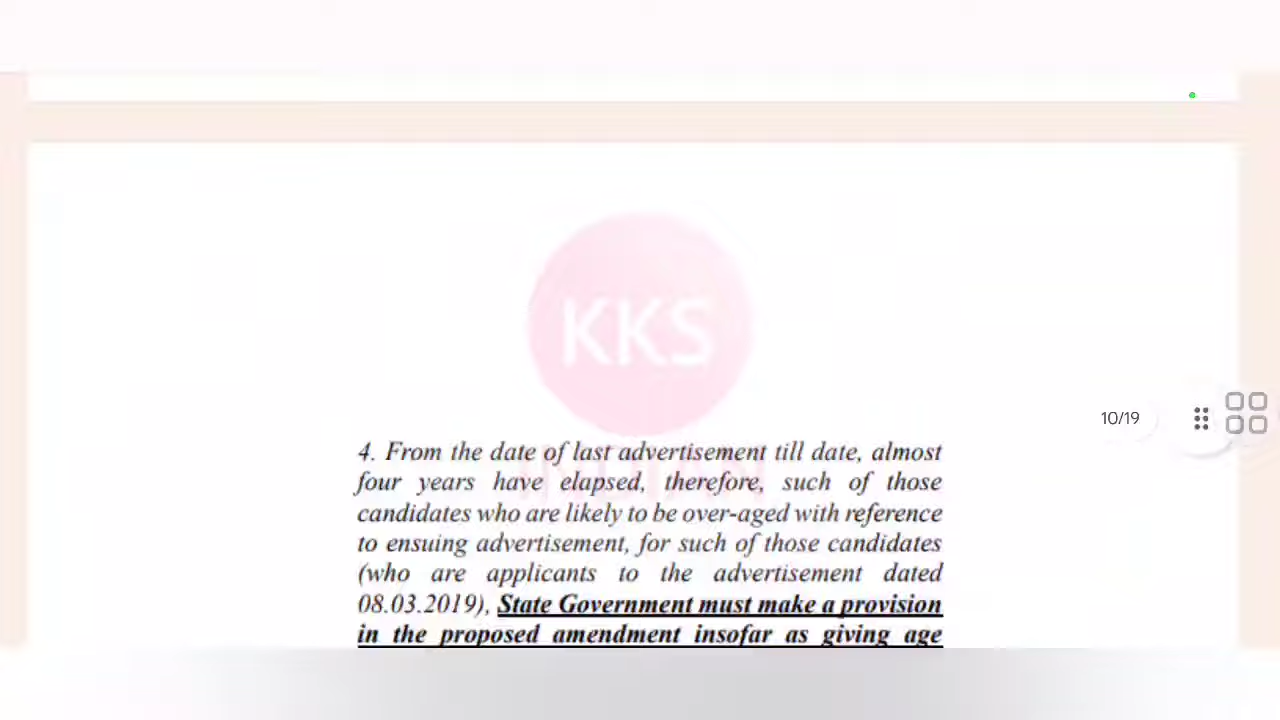 KKS
INDIAN
10/19
4. From the date of last advertisement till date, almost
four years have elapsed, therefore, such of those
candidates who are likely to be over-aged with reference
to ensuing advertisement, for such of those candidates
(who are applicants to the advertisement dated
08.03.2019), State Government must make a provision
in the proposed amendment insofar as giving age